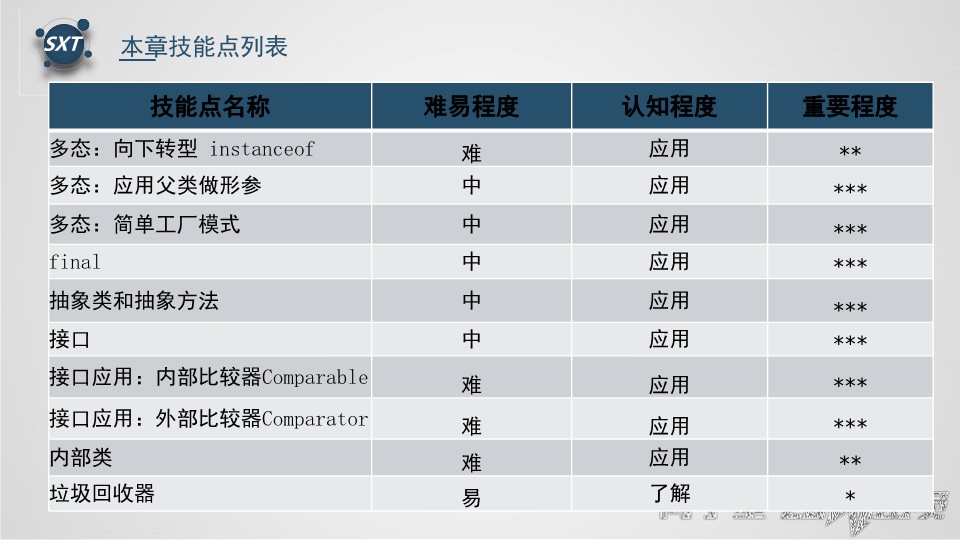 SXT
本章技能点列表
技能点名称 难易程度 认知程度 重要程度
多态：向下转型 instanceof 难 应用 **
多态：应用父类做形参 中 应用 ***
多态：简单工厂模式 中 应用 ***
final 中 应用 ***
抽象类和抽象方法 中 应用 ***
接口 中 应用 ***
接口应用：内部比较器Comparable 难 应用 ***
接口应用：外部比较器Comparator 难 应用 ***
内部类 难 应用 **
垃圾回收器 易 了解 *